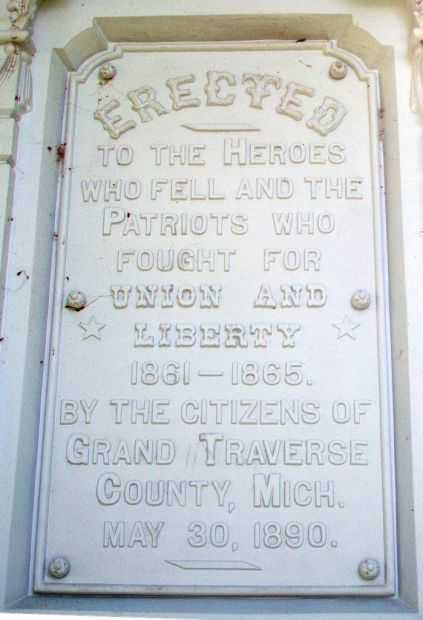 ERECTED
TO THE HEROES
WHO FELL AND THE
PATRIOTS WHO
FOUGHT FOR
UNION AND
LIBERTY
1861 – 1865.
BY THE CITIZENS OF
GRAND TRAVERSE
COUNTY, MICH.
MAY 30, 1890.